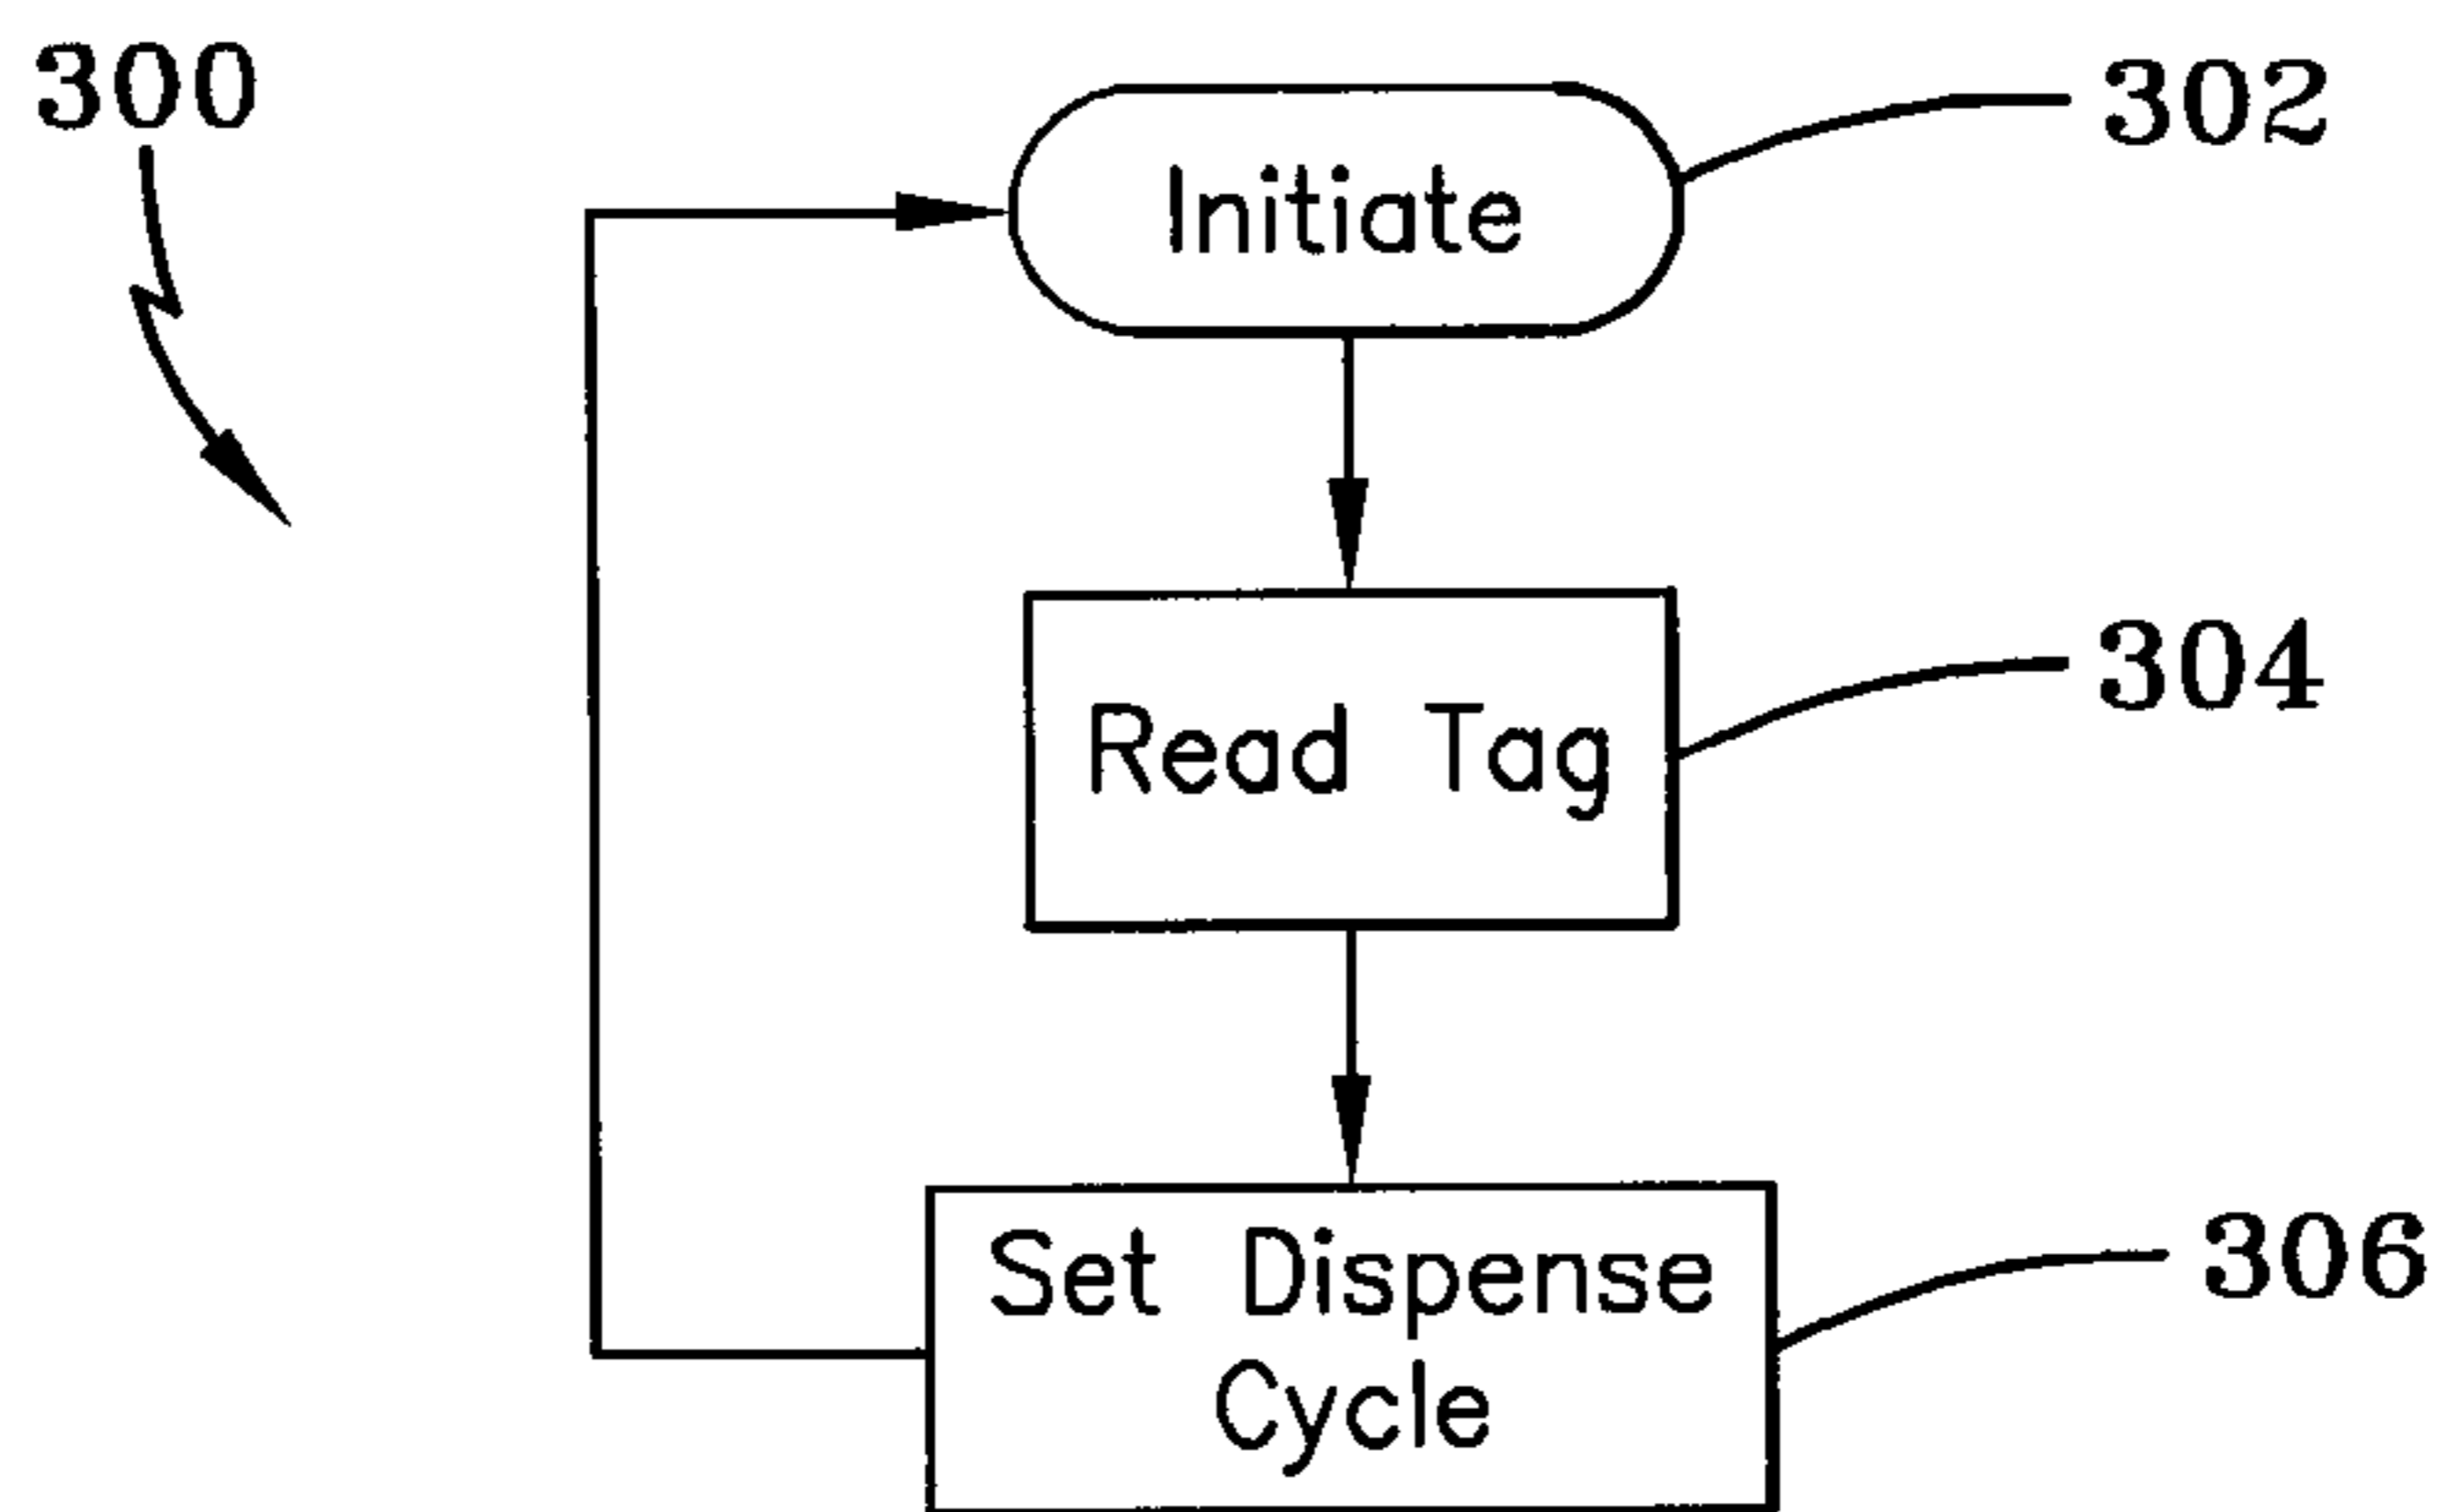 300
302
Initiate
304
Read Tag
306
Set Dispense
Cycle